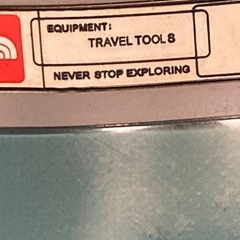 EQUIPMENT:
TRAVEL TOOLS
NEVER STOP EXPLORING